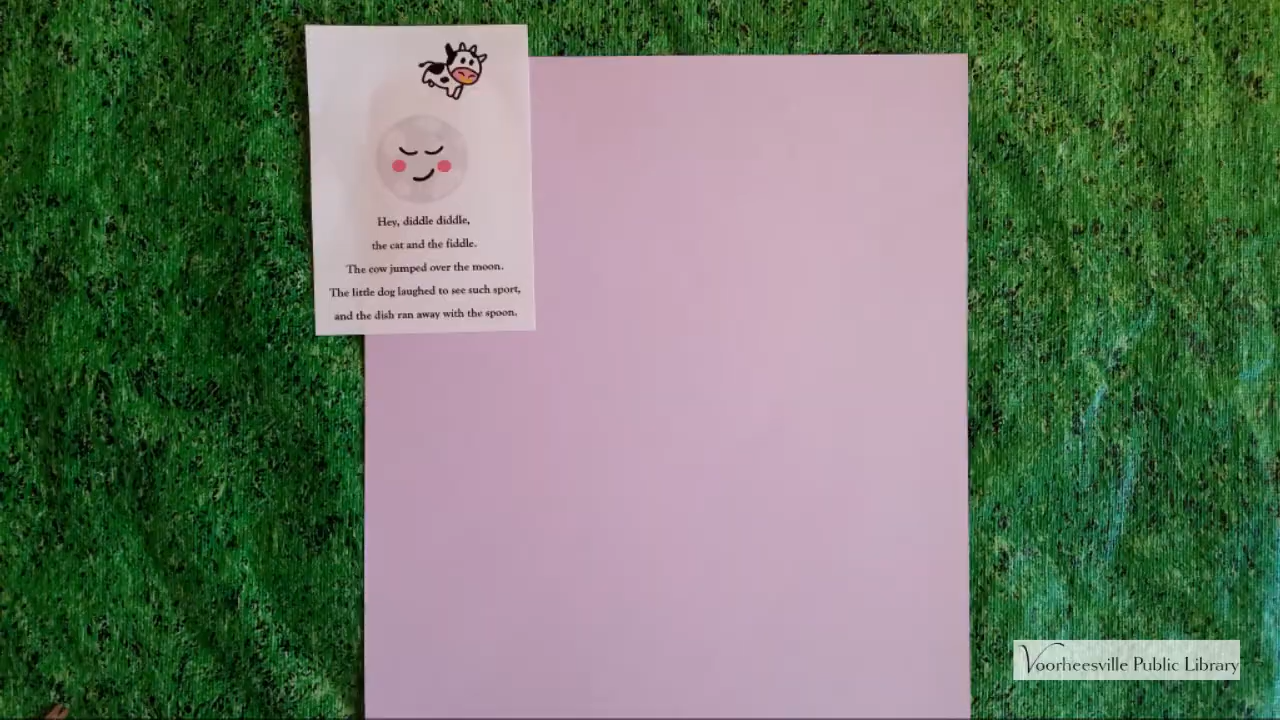 Hey, diddle diddle,
the cat and the fiddle.
The cow jumped over the moon.
The little dog laughed to see such sport,
and the dish ran away with the spoon.
Voorheesville Public Library